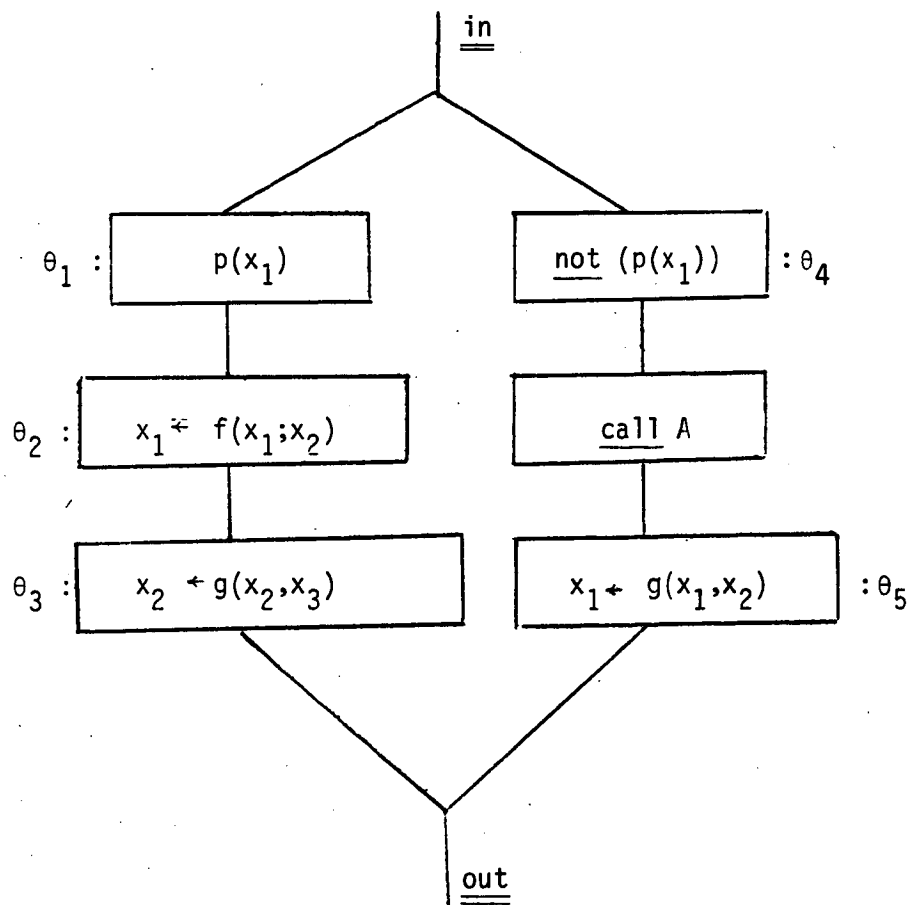 in
θ1 : p(x1)
not (p(x1)) : θ4
θ2 : x1 ← f(x1;x2)
call A
θ3 : x2 ← g(x2,x3)
x1 ← g(x1,x2) : θ5
out